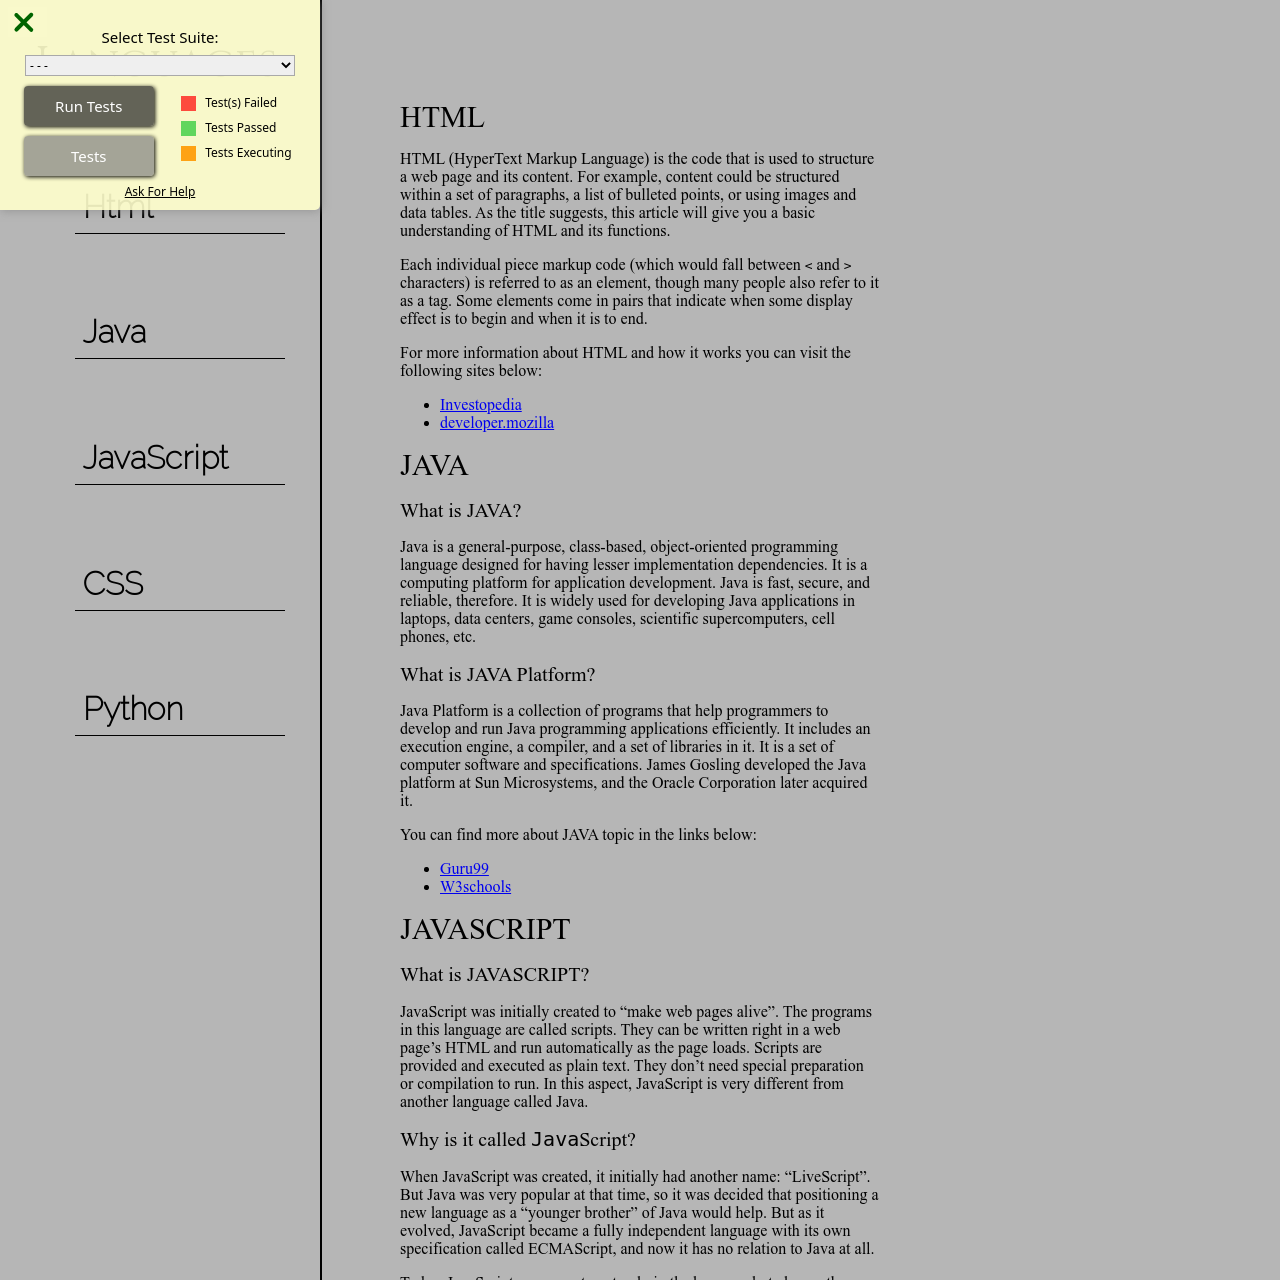 Select Test Suite:
LANGUAGES
- - -
Run Tests
Test(s) Failed
Tests Passed
Tests
Tests Executing
Ask For Help
Html
Java
JavaScript
CSS
Python
HTML
HTML (HyperText Markup Language) is the code that is used to structure
a web page and its content. For example, content could be structured
within a set of paragraphs, a list of bulleted points, or using images and
data tables. As the title suggests, this article will give you a basic
understanding of HTML and its functions.
Each individual piece markup code (which would fall between < and >
characters) is referred to as an element, though many people also refer to it
as a tag. Some elements come in pairs that indicate when some display
effect is to begin and when it is to end.
For more information about HTML and how it works you can visit the
following sites below:
Investopedia
developer.mozilla
JAVA
What is JAVA?
Java is a general-purpose, class-based, object-oriented programming
language designed for having lesser implementation dependencies. It is a
computing platform for application development. Java is fast, secure, and
reliable, therefore. It is widely used for developing Java applications in
laptops, data centers, game consoles, scientific supercomputers, cell
phones, etc.
What is JAVA Platform?
Java Platform is a collection of programs that help programmers to
develop and run Java programming applications efficiently. It includes an
execution engine, a compiler, and a set of libraries in it. It is a set of
computer software and specifications. James Gosling developed the Java
platform at Sun Microsystems, and the Oracle Corporation later acquired
it.
You can find more about JAVA topic in the links below:
Guru99
W3schools
JAVASCRIPT
What is JAVASCRIPT?
JavaScript was initially created to “make web pages alive”. The programs
in this language are called scripts. They can be written right in a web
page’s HTML and run automatically as the page loads. Scripts are
provided and executed as plain text. They don’t need special preparation
or compilation to run. In this aspect, JavaScript is very different from
another language called Java.
Why is it called JavaScript?
When JavaScript was created, it initially had another name: “LiveScript”.
But Java was very popular at that time, so it was decided that positioning a
new language as a “younger brother” of Java would help. But as it
evolved, JavaScript became a fully independent language with its own
specification called ECMAScript, and now it has no relation to Java at all.